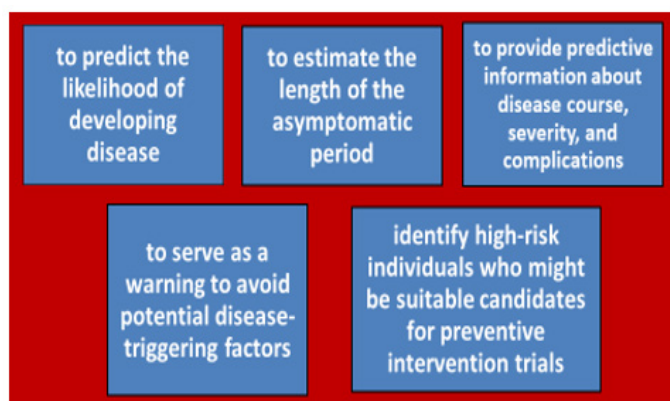 to predict the
likelihood of
developing
disease
to estimate the
length of the
asymptomatic
period
to provide predictive
information about
disease course,
severity, and
complications
to serve as a
warning to avoid
potential disease-
triggering factors
identify high-risk
individuals who might
be suitable candidates
for preventive
intervention trials